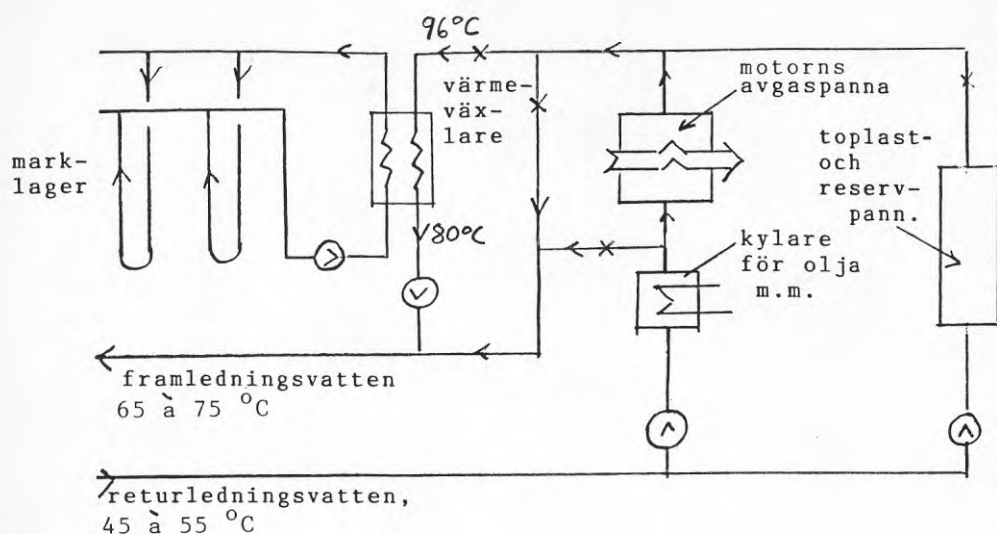 96°C
värme-
väx-
lare
motorns
avgaspanna
toplast-
och
reserv-
pann.
mark-
lager
80°C
kylare
för olja
m.m.
framledningsvatten
65 à 75 °C
returledningsvatten,
45 à 55 °C